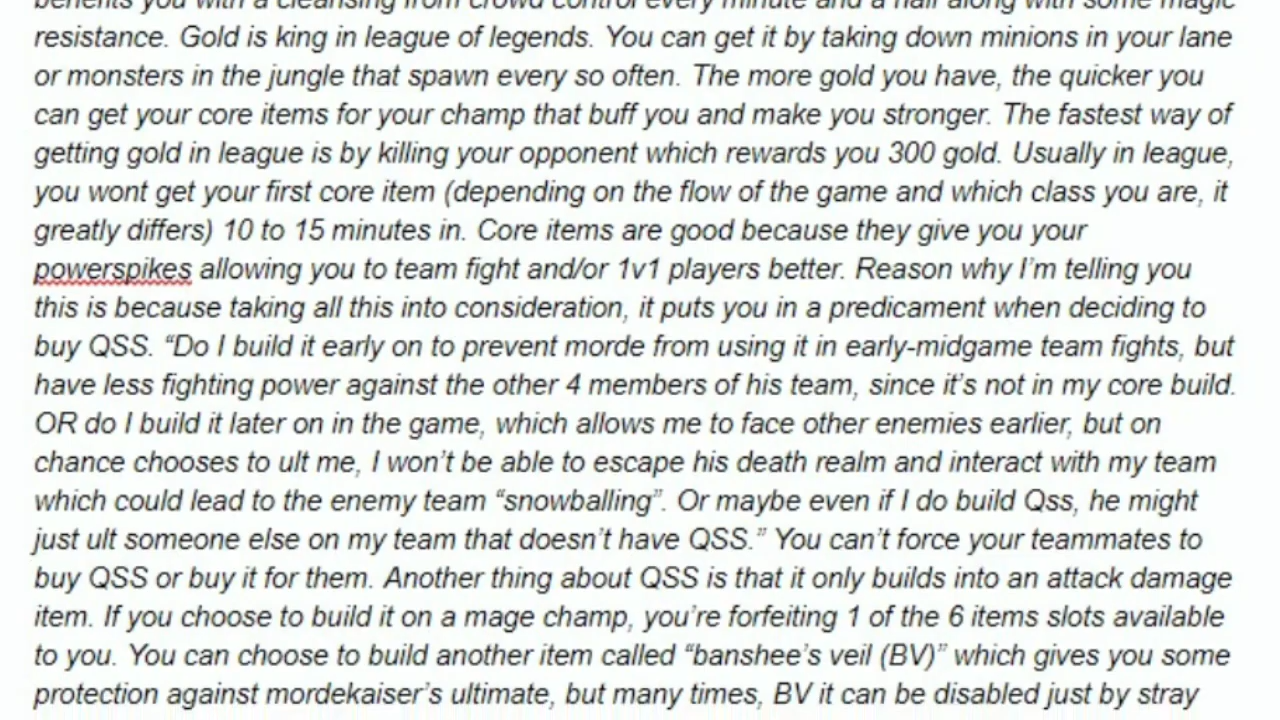 benefits you with a cleansing from crowd control every minute and a half along with some magic
resistance. Gold is king in league of legends. You can get it by taking down minions in your lane
or monsters in the jungle that spawn every so often. The more gold you have, the quicker you
can get your core items for your champ that buff you and make you stronger. The fastest way of
getting gold in league is by killing your opponent which rewards you 300 gold. Usually in league,
you wont get your first core item (depending on the flow of the game and which class you are, it
greatly differs) 10 to 15 minutes in. Core items are good because they give you your
powerspikes allowing you to team fight and/or 1v1 players better. Reason why I'm telling you
this is because taking all this into consideration, it puts you in a predicament when deciding to
buy QSS. “Do I build it early on to prevent morde from using it in early-midgame team fights, but
have less fighting power against the other 4 members of his team, since it's not in my core build.
OR do I build it later on in the game, which allows me to face other enemies earlier, but on
chance chooses to ult me, I won't be able to escape his death realm and interact with my team
which could lead to the enemy team “snowballing”. Or maybe even if I do build Qss, he might
just ult someone else on my team that doesn't have QSS.” You can't force your teammates to
buy QSS or buy it for them. Another thing about QSS is that it only builds into an attack damage
item. If you choose to build it on a mage champ, you're forfeiting 1 of the 6 items slots available
to you. You can choose to build another item called “banshee's veil (BV)” which gives you some
protection against mordekaiser's ultimate, but many times, BV it can be disabled just by stray